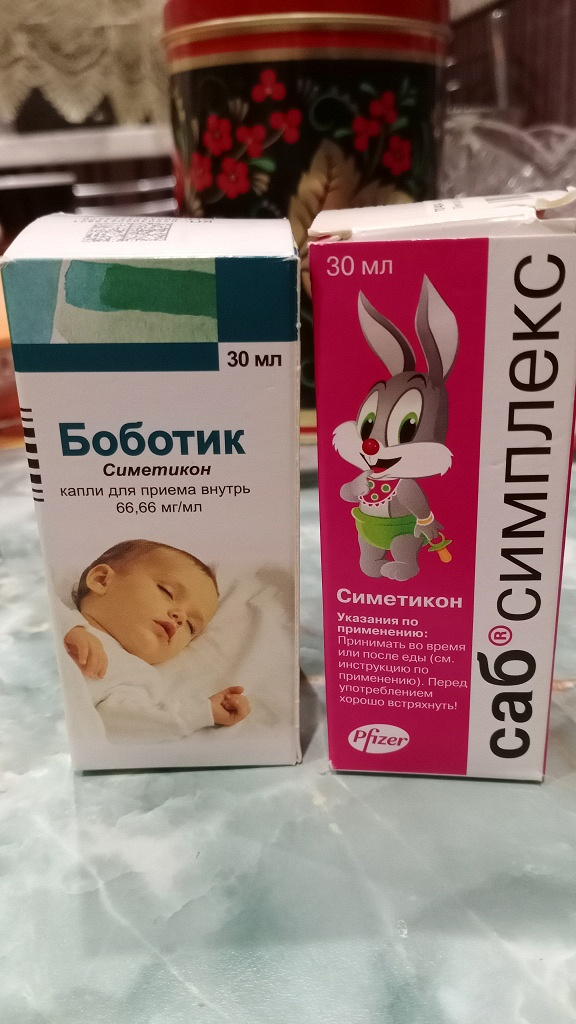 30 мл
Боботик
Симетикон
капли для приема внутрь
66,66 мг/мл
30 мл
Симетикон
Указания по
применению:
Принимать во время
или после еды (см.
инструкцию по
применению). Перед
употреблением
хорошо встряхнуть!
Pfizer
саб® симплекс